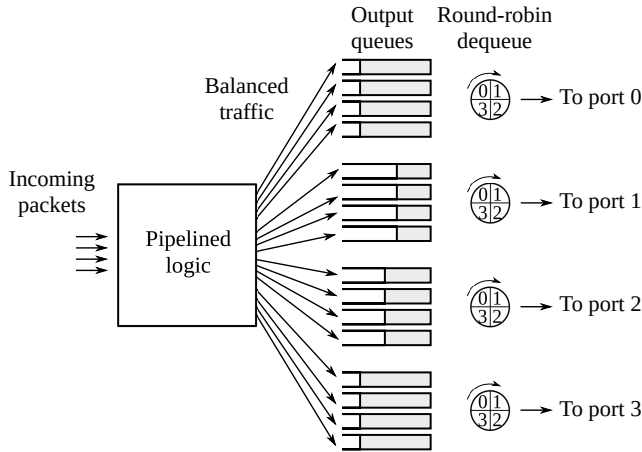 Output
queues
Round-robin
dequeue
Balanced
traffic
Incoming
packets
Pipelined
logic
0 1
3 2
To port 0
0 1
3 2
To port 1
0 1
3 2
To port 2
0 1
3 2
To port 3